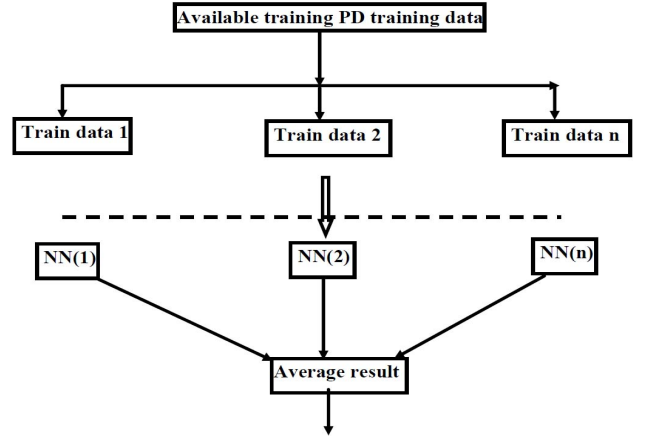 Available training PD training data
Train data 1
Train data 2
Train data n
NN(1)
NN(2)
NN(n)
Average result